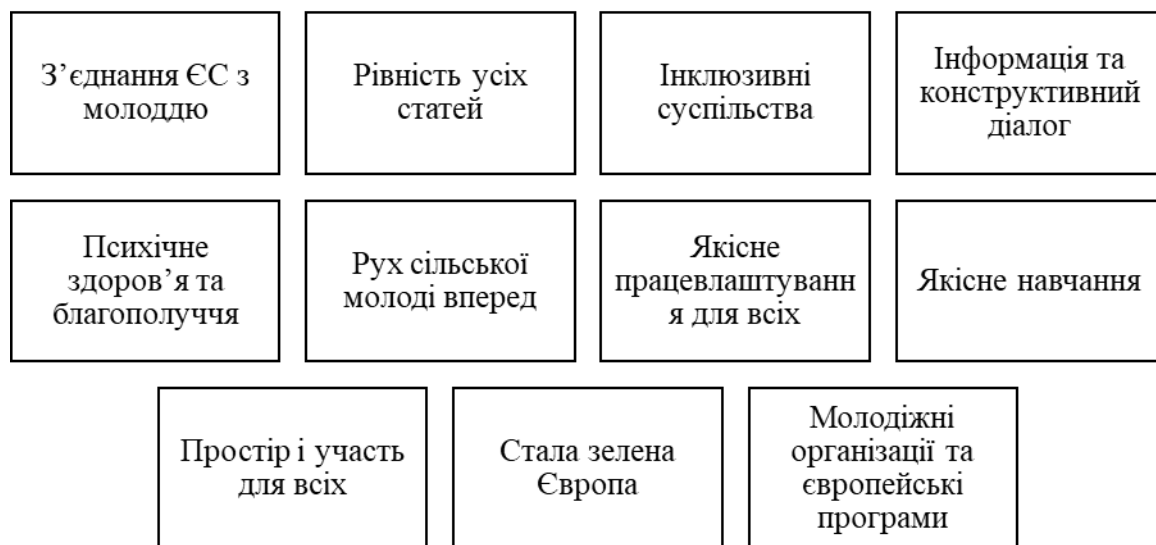 З’єднання ЄС з
молоддю
Рівність усіх
статей
Інклюзивні
суспільства
Інформація та
конструктивний
діалог
Психічне
здоров’я та
благополуччя
Рух сільської
молоді вперед
Якісне
працевлаштуванн
я для всіх
Якісне навчання
Простір і участь
для всіх
Стала зелена
Європа
Молодіжні
організації та
європейські
програми